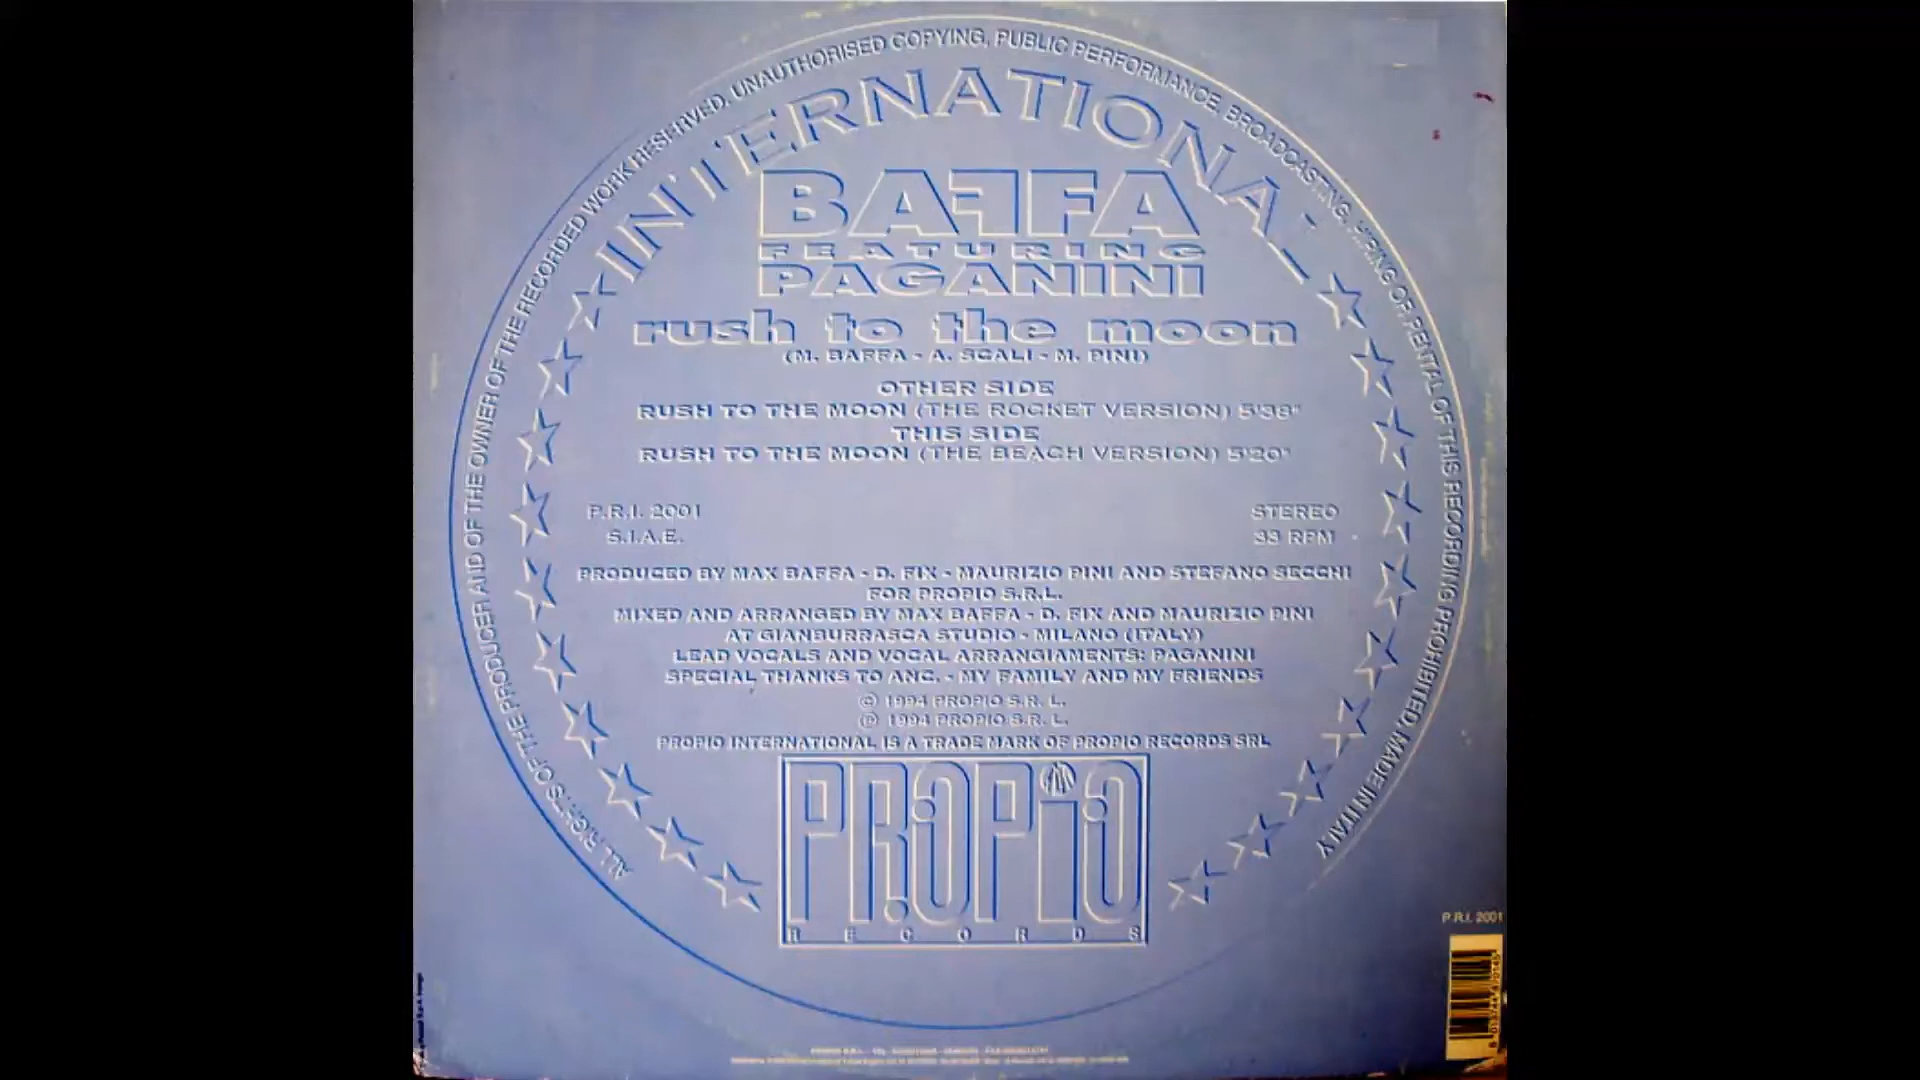 ALL RIGHTS OF THE PRODUCER AND OF THE OWNER OF THE RECORDED WORK RESERVED. UNAUTHORISED COPYING, PUBLIC PERFORMANCE, BROADCASTING, HIRING OR RENTAL OF THIS RECORDING PROHIBITED. MADE IN ITALY
INTERNATIONAL
BAFFA
FEATURING
PAGANINI
rush to the moon
(M. BAFFA - A. SCALI - M. PINI)
OTHER SIDE
RUSH TO THE MOON (THE ROCKET VERSION) 5'38"
THIS SIDE
RUSH TO THE MOON (THE BEACH VERSION) 5'20"
P.R.I. 2001 STEREO
S.I.A.E. 33 RPM
PRODUCED BY MAX BAFFA - D. FIX - MAURIZIO PINI AND STEFANO SECCHI
FOR PROPIO S.R.L.
MIXED AND ARRANGED BY MAX BAFFA - D. FIX AND MAURIZIO PINI
AT GIANBURRASCA STUDIO - MILANO (ITALY)
LEAD VOCALS AND VOCAL ARRANGIAMENTS: PAGANINI
SPECIAL THANKS TO ANC. - MY FAMILY AND MY FRIENDS
© 1994 PROPIO S.R. L.
℗ 1994 PROPIO S.R. L.
PROPIO INTERNATIONAL IS A TRADE MARK OF PROPIO RECORDS SRL
PROPIO
RECORDS
P.R.I. 2001